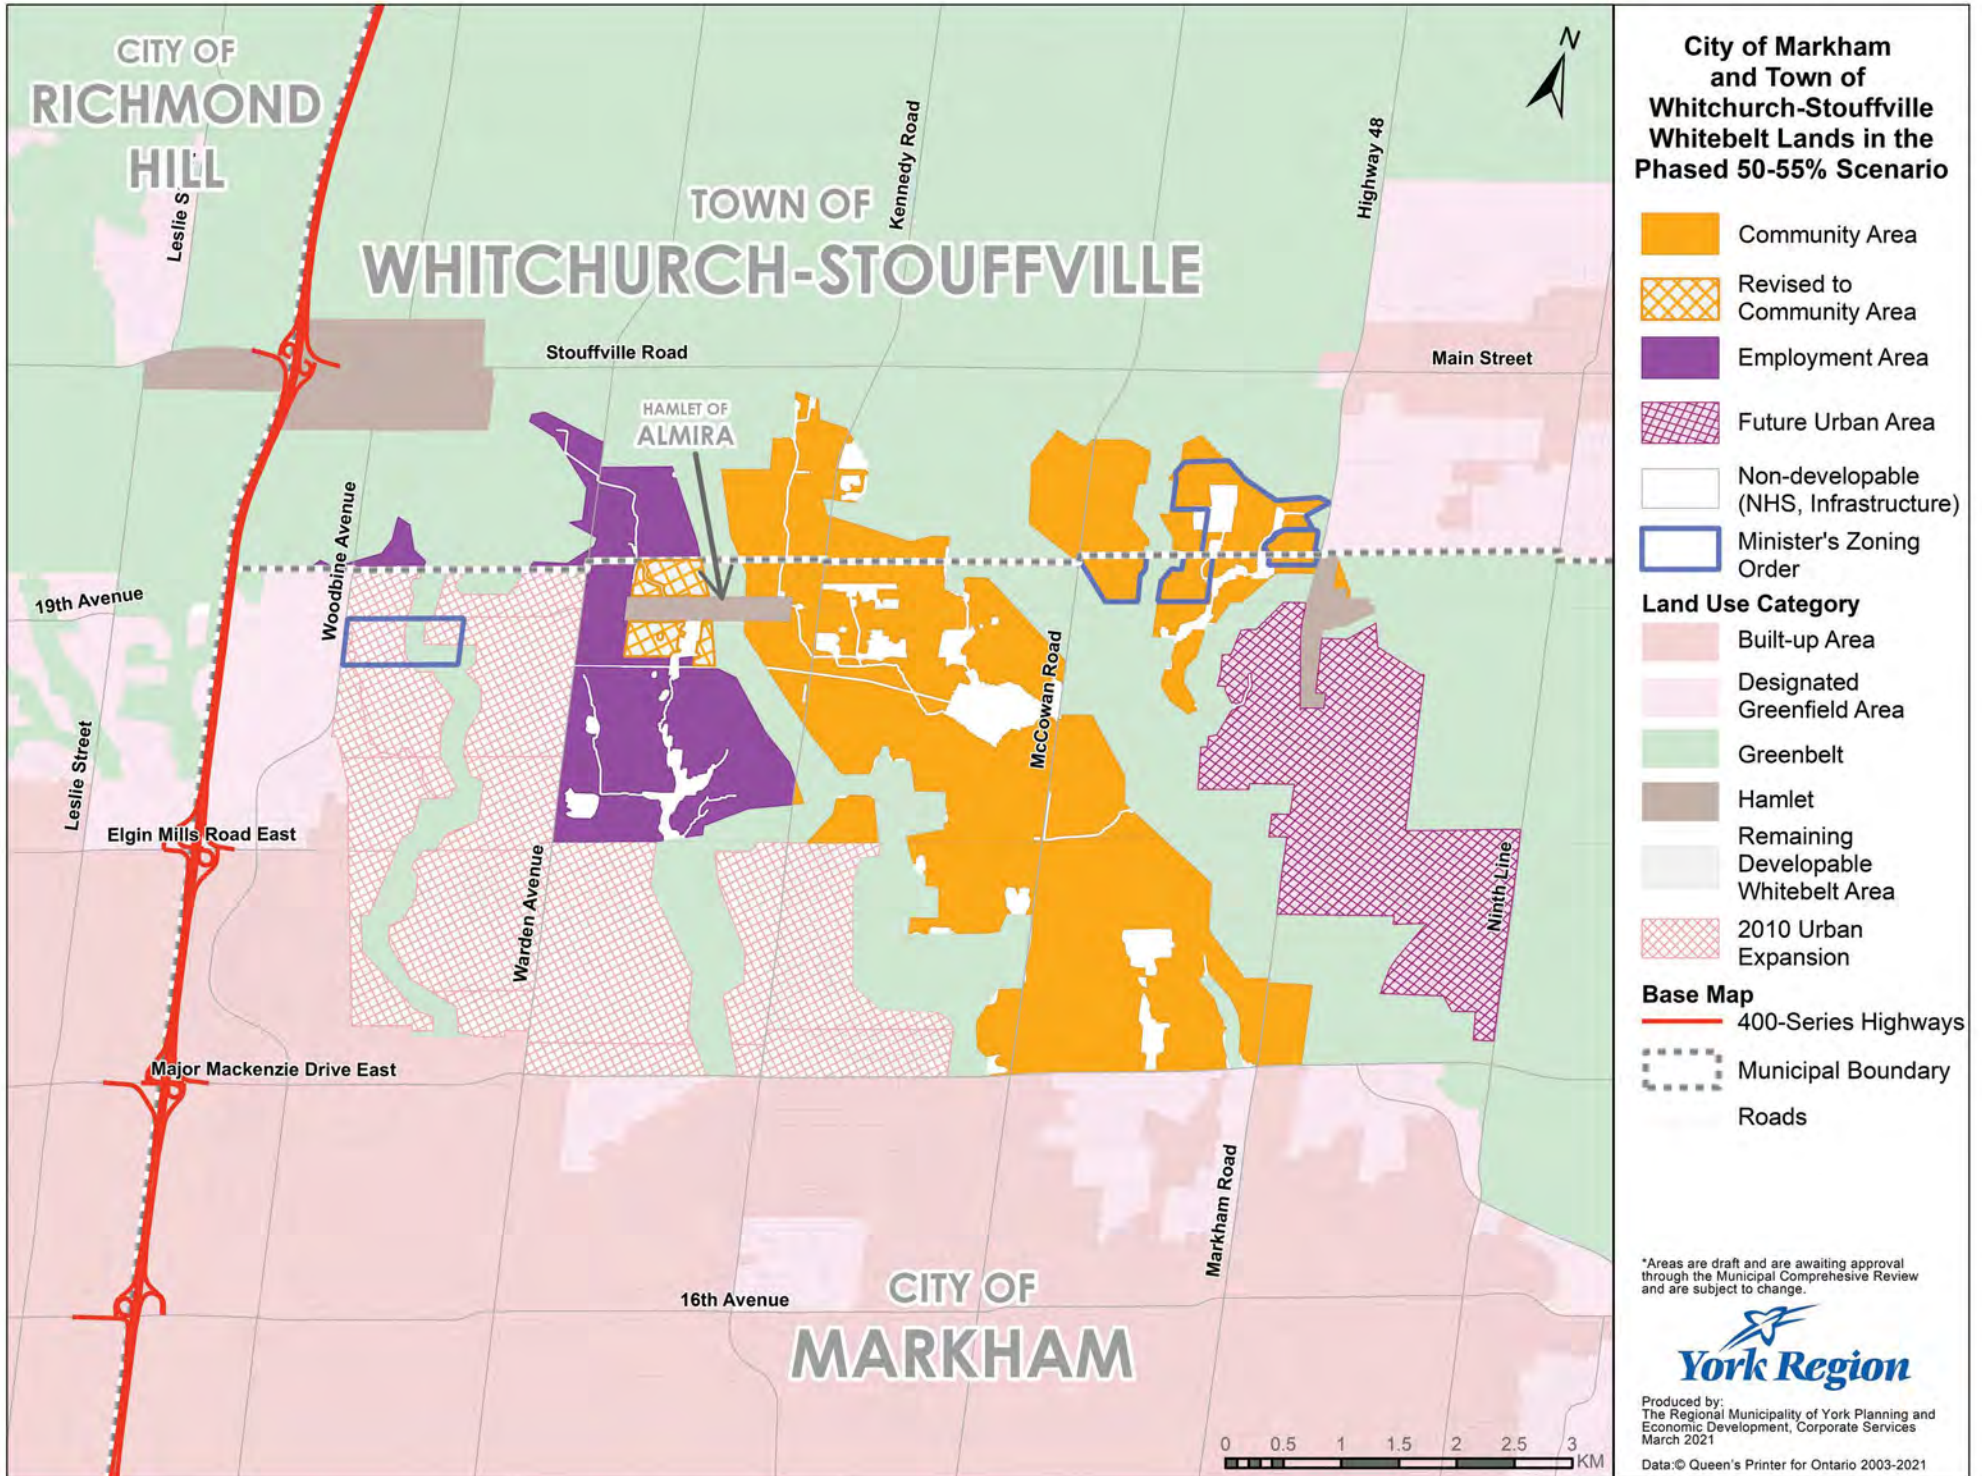 CITY OF
RICHMOND
HILL
Leslie S
TOWN OF
WHITCHURCH-STOUFFVILLE
Kennedy Road
Highway 48
N
Stouffville Road
Main Street
HAMLET OF
ALMIRA
Woodbine Avenue
19th Avenue
Leslie Street
McCowan Road
Elgin Mills Road East
Warden Avenue
Ninth Line
Major Mackenzie Drive East
Markham Road
16th Avenue
CITY OF
MARKHAM
0 0.5 1 1.5 2 2.5 3
KM
City of Markham
and Town of
Whitchurch-Stouffville
Whitebelt Lands in the
Phased 50-55% Scenario
Community Area
Revised to
Community Area
Employment Area
Future Urban Area
Non-developable
(NHS, Infrastructure)
Minister's Zoning
Order
Land Use Category
Built-up Area
Designated
Greenfield Area
Greenbelt
Hamlet
Remaining
Developable
Whitebelt Area
2010 Urban
Expansion
Base Map
400-Series Highways
Municipal Boundary
Roads
*Areas are draft and are awaiting approval
through the Municipal Comprehesive Review
and are subject to change.
York Region
Produced by:
The Regional Municipality of York Planning and
Economic Development, Corporate Services
March 2021
Data:© Queen's Printer for Ontario 2003-2021